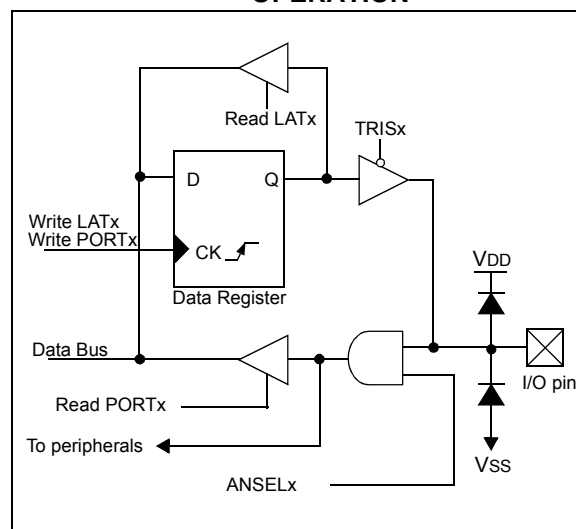 OPERATION
Read LATx
TRISx
D
Q
Write LATx
Write PORTx
CK
Data Register
VDD
Data Bus
I/O pin
Read PORTx
To peripherals
VSS
ANSELx